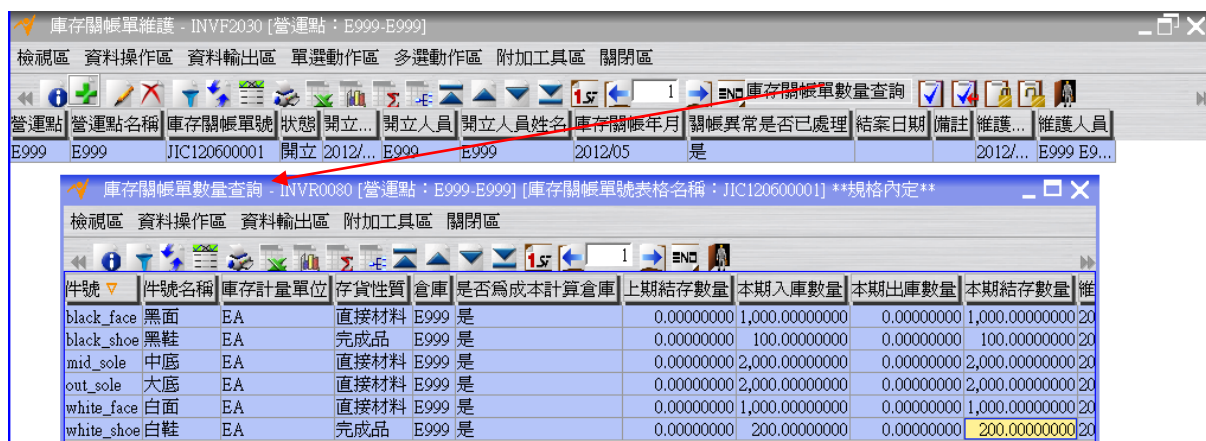 庫存關帳單維護 - INVF2030 [營運點：E999-E999]
檢視區 資料操作區 資料輸出區 單選動作區 多選動作區 附加工具區 關閉區
1ST 1 END 庫存關帳單數量查詢
營運點 營運點名稱 庫存關帳單號 狀態 開立... 開立人員 開立人員姓名 庫存關帳年月 關帳異常是否已處理 結案日期 備註 維護... 維護人員
E999 E999 JIC120600001 開立 2012/... E999 E999 2012/05 是 2012/... E999 E9...
庫存關帳單數量查詢 - INVR0080 [營運點：E999-E999] [庫存關帳單號表格名稱：JIC120600001] **規格內定**
檢視區 資料操作區 資料輸出區 附加工具區 關閉區
1ST 1 END
件號 件號名稱 庫存計量單位 存貨性質 倉庫 是否為成本計算倉庫 上期結存數量 本期入庫數量 本期出庫數量 本期結存數量 維
black_face 黑面 EA 直接材料 E999 是 0.00000000 1,000.00000000 0.00000000 1,000.00000000 20
black_shoe 黑鞋 EA 完成品 E999 是 0.00000000 100.00000000 0.00000000 100.00000000 20
mid_sole 中底 EA 直接材料 E999 是 0.00000000 2,000.00000000 0.00000000 2,000.00000000 20
out_sole 大底 EA 直接材料 E999 是 0.00000000 2,000.00000000 0.00000000 2,000.00000000 20
white_face 白面 EA 直接材料 E999 是 0.00000000 1,000.00000000 0.00000000 1,000.00000000 20
white_shoe 白鞋 EA 完成品 E999 是 0.00000000 200.00000000 0.00000000 200.00000000 20